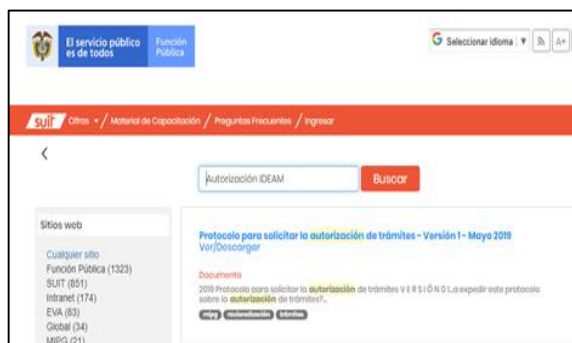 El servicio público
es de todos
Función
Pública
G Seleccionar idioma ▼
A+
suit
Cifras / Material de Capacitación / Preguntas Frecuentes / Ingresar
Autorización IDEAM
Buscar
Sitios web
Cualquier sitio
Función Pública (1323)
SUIT (851)
Intranet (174)
EVA (83)
Global (34)
MIPG (21)
Protocolo para solicitar la autorización de trámites - Versión 1 - Mayo 2019
Ver/Descargar
Documento
2019 Protocolo para solicitar la autorización de trámites V E R S I Ó N 0 1...a expedir este protocolo
sobre la autorización de trámites?...
mipg racionalización trámites